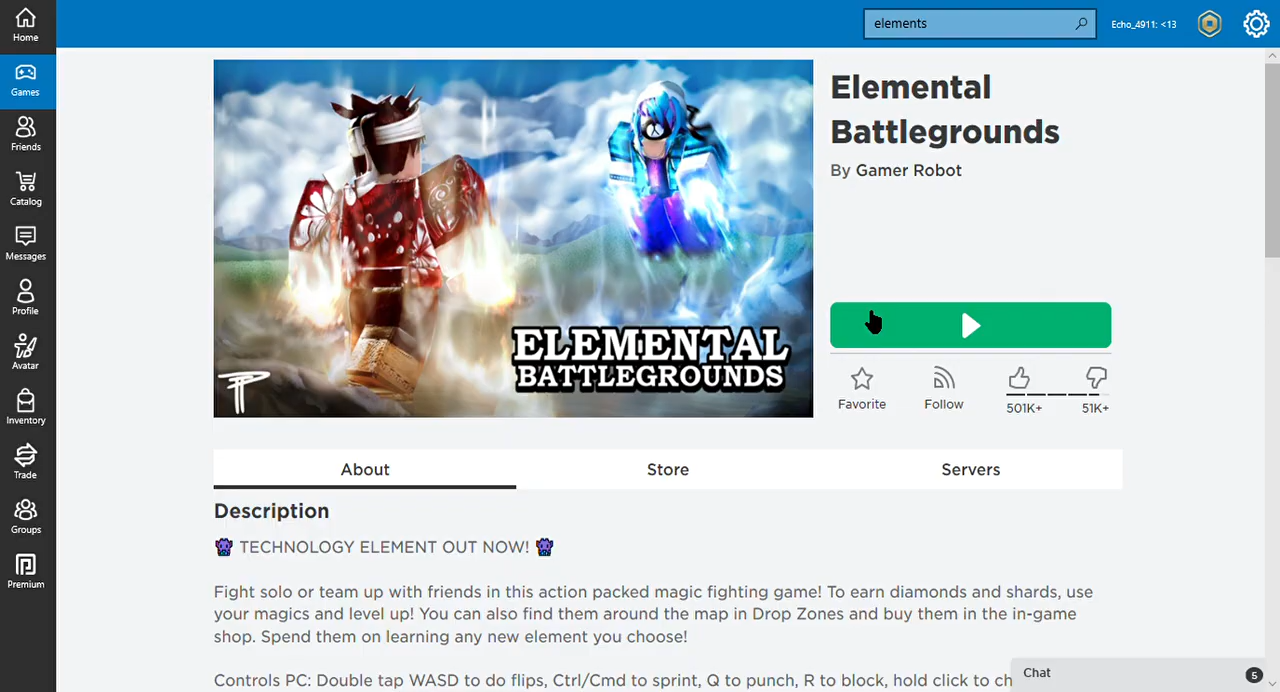 elements
Echo_4911: <13
Home
Games
Friends
Catalog
Messages
Profile
Avatar
Inventory
Trade
Groups
Premium
ELEMENTAL
BATTLEGROUNDS
Elemental
Battlegrounds
By Gamer Robot
Favorite
Follow
501K+
51K+
About
Store
Servers
Description
TECHNOLOGY ELEMENT OUT NOW!
Fight solo or team up with friends in this action packed magic fighting game! To earn diamonds and shards, use
your magics and level up! You can also find them around the map in Drop Zones and buy them in the in-game
shop. Spend them on learning any new element you choose!
Controls PC: Double tap WASD to do flips, Ctrl/Cmd to sprint, Q to punch, R to block, hold click to ch
Chat
5